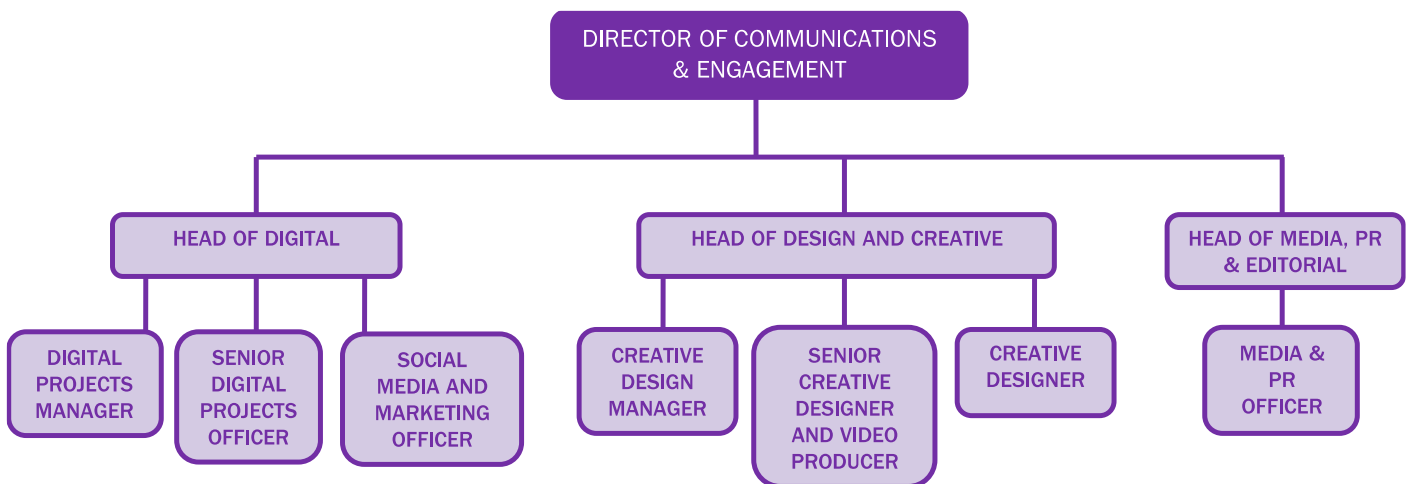 DIRECTOR OF COMMUNICATIONS
& ENGAGEMENT
HEAD OF DIGITAL
HEAD OF DESIGN AND CREATIVE
HEAD OF MEDIA, PR
& EDITORIAL
DIGITAL
PROJECTS
MANAGER
SENIOR
DIGITAL
PROJECTS
OFFICER
SOCIAL
MEDIA AND
MARKETING
OFFICER
CREATIVE
DESIGN
MANAGER
SENIOR
CREATIVE
DESIGNER
AND VIDEO
PRODUCER
CREATIVE
DESIGNER
MEDIA &
PR
OFFICER